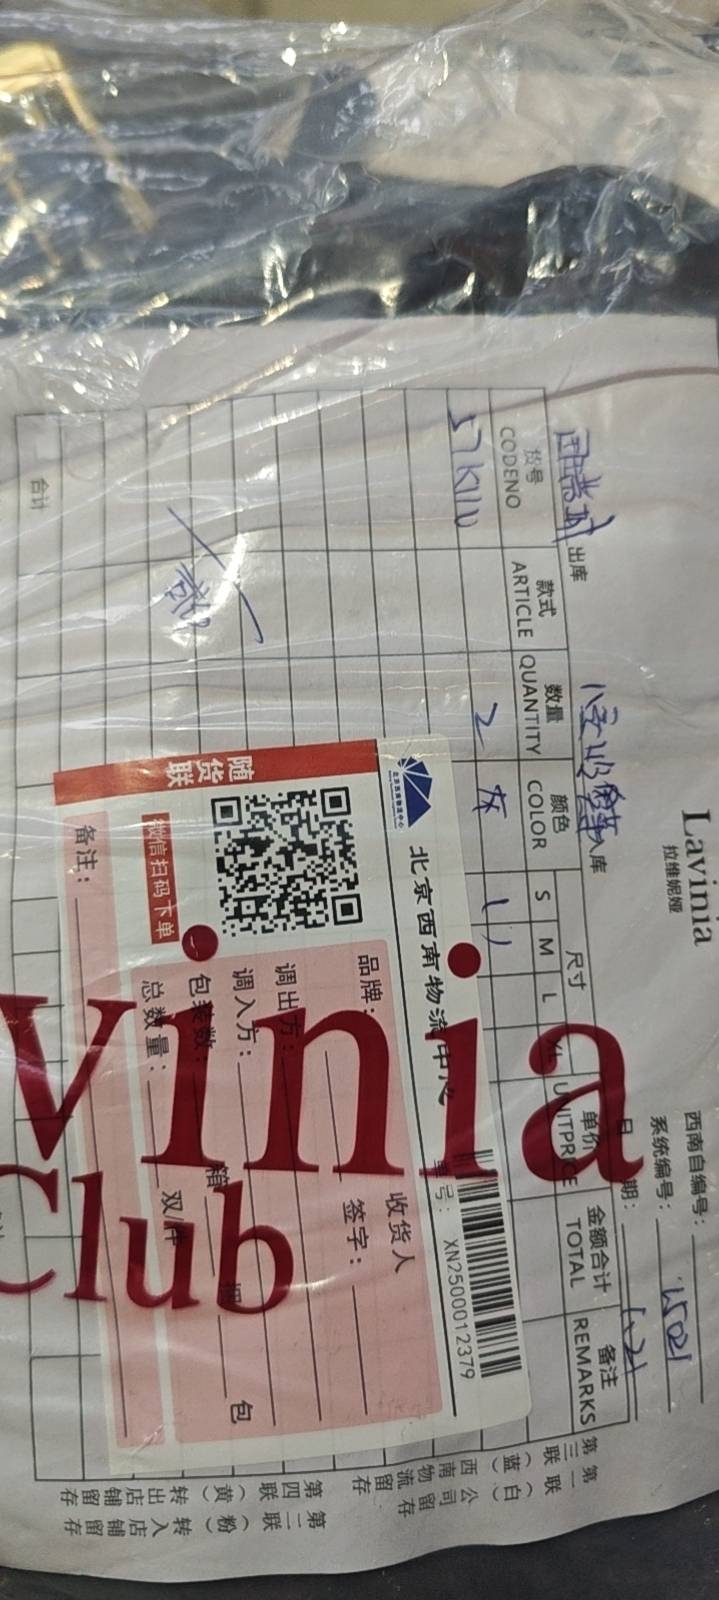 Lavinia
拉维妮娅
西南自编号：
系统编号：
日期：
出库
入库
货号 款式 数量 颜色 尺寸 单价 金额合计 备注
CODENO ARTICLE QUANTITY COLOR S M L XL UNITPRICE TOTAL REMARKS
57K110 2 灰
合计
第一联（白）公司留存
第三联（蓝）西南物流留存
第二联（粉）转入店铺留存
第四联（黄）转出店铺留存
北京西南物流中心
XN2500012379
随货联
微信扫码下单
品牌：
收货人
签字：
调出方：
调入方：
包装数： 箱 包
总数量： 双/件
备注：
vinia
Club